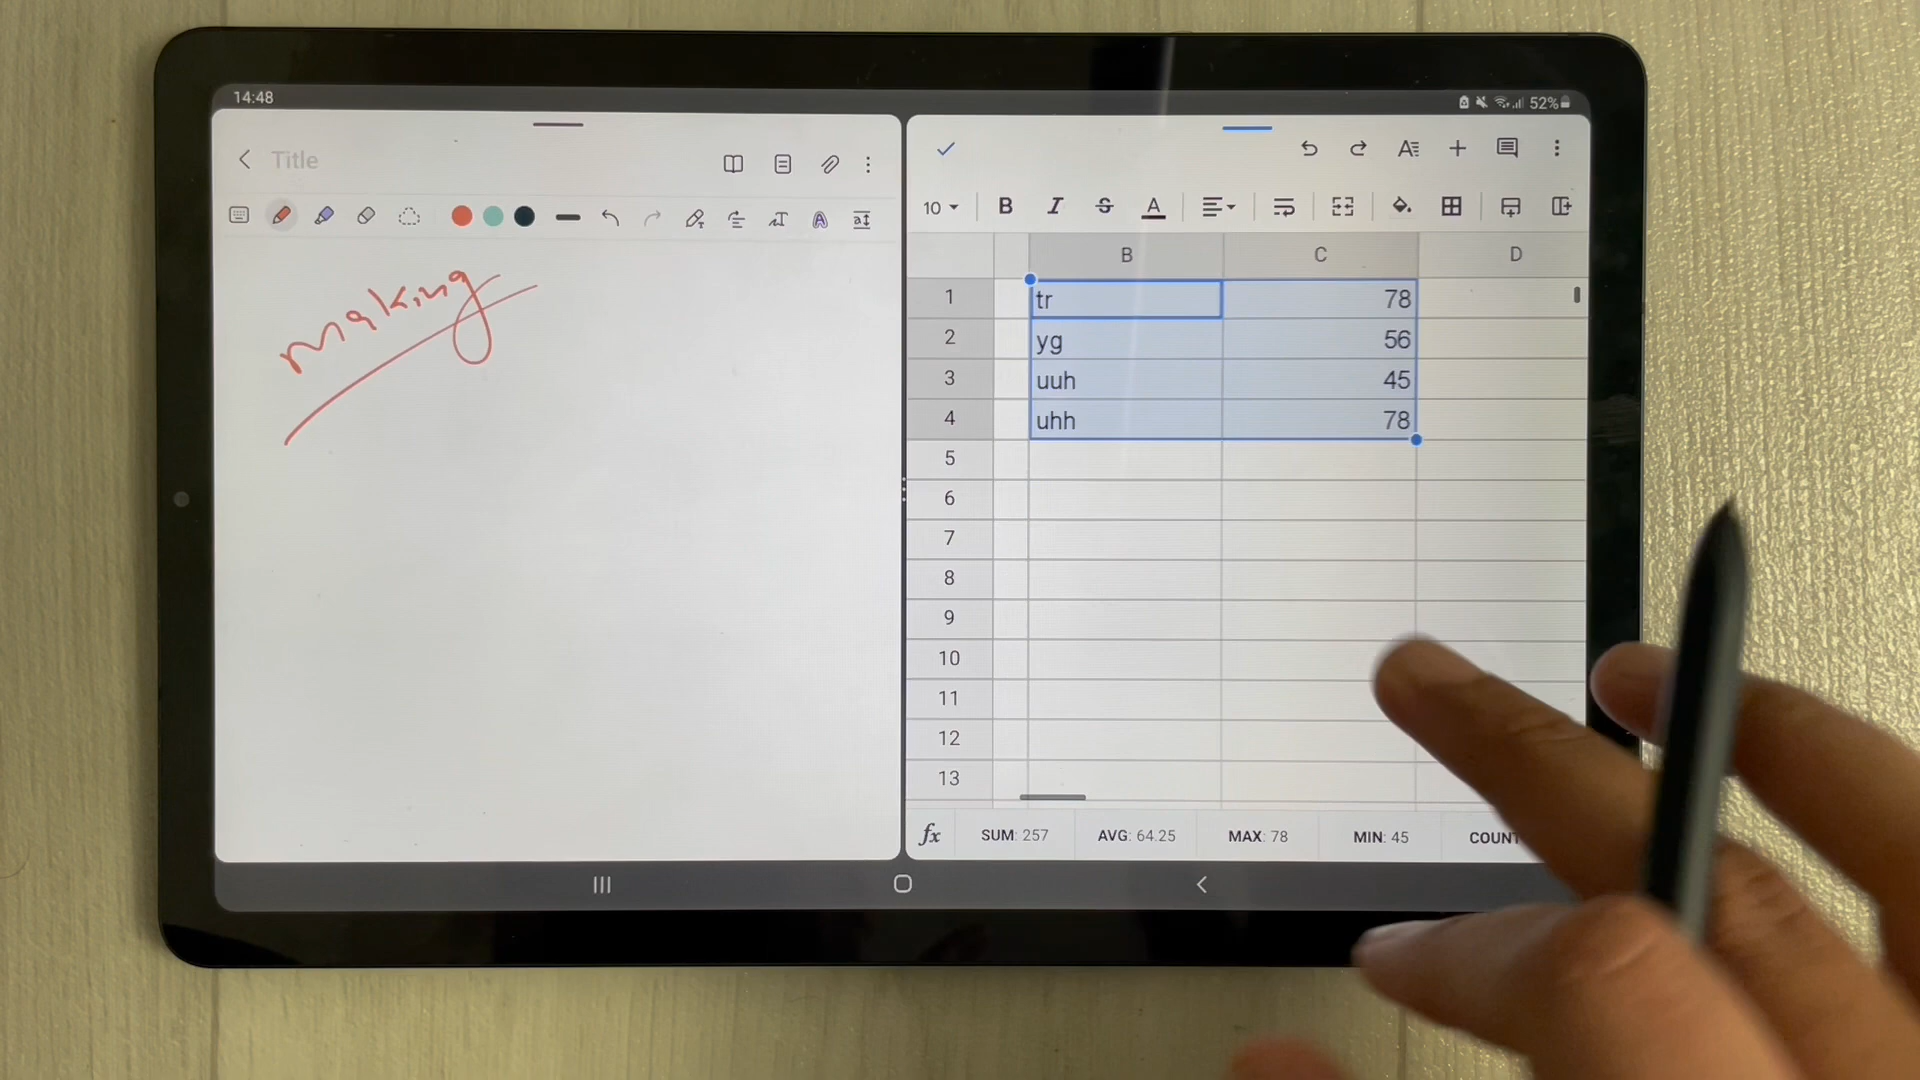 14:48
52%
Title
making
10 B I S A
B C D
1 tr 78
2 yg 56
3 uuh 45
4 uhh 78
5
6
7
8
9
10
11
12
13
fx SUM: 257 AVG: 64.25 MAX: 78 MIN: 45 COUNT